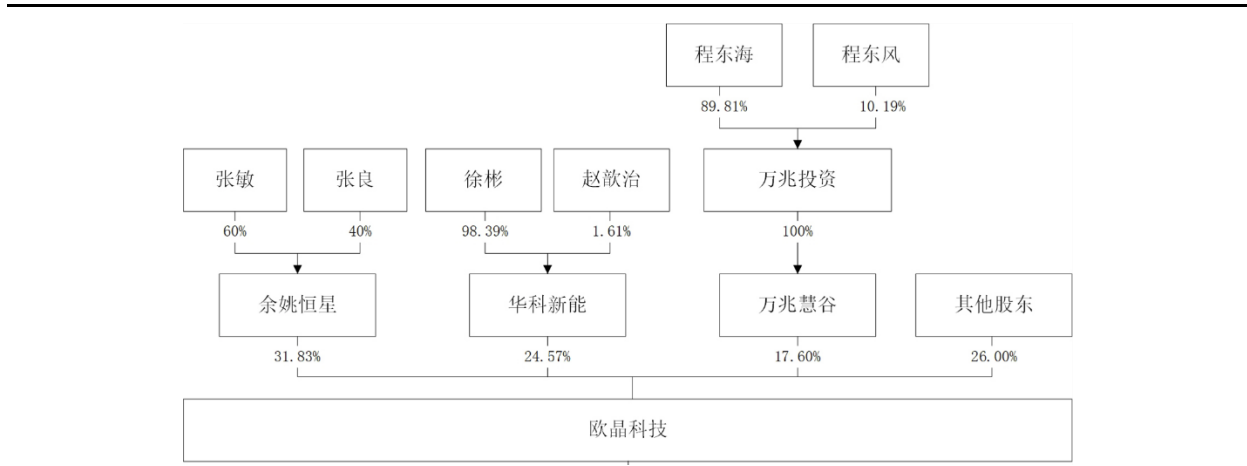 程东海 程东风
89.81% 10.19%
张敏 张良 徐彬 赵歆治 万兆投资
60% 40% 98.39% 1.61% 100%
余姚恒星 华科新能 万兆慧谷 其他股东
31.83% 24.57% 17.60% 26.00%
欧晶科技